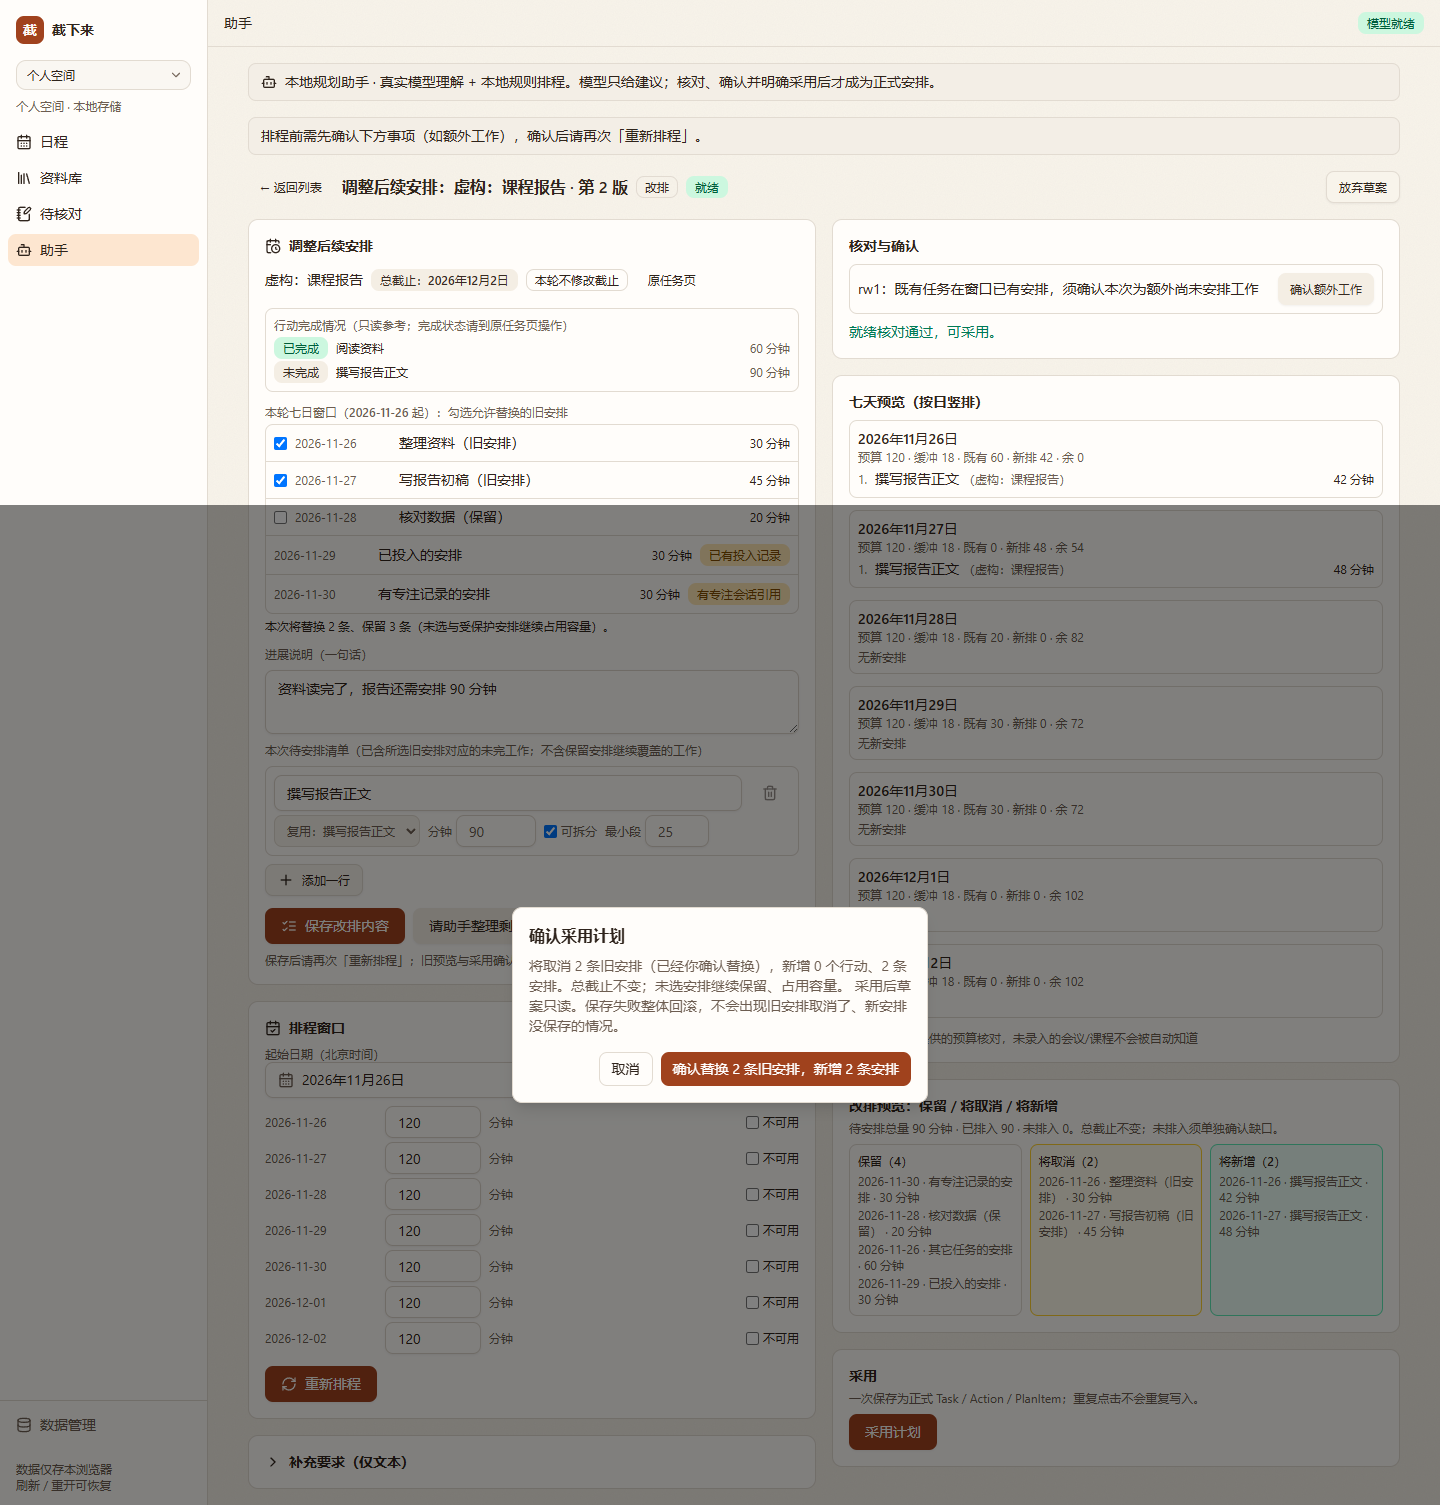 截 截下来
个人空间
个人空间 · 本地存储
日程
资料库
待核对
助手
数据管理
数据仅存本浏览器
刷新 / 重开可恢复
助手
模型就绪
本地规划助手 · 真实模型理解 + 本地规则排程。模型只给建议；核对、确认并明确采用后才成为正式安排。
排程前需先确认下方事项（如额外工作），确认后请再次「重新排程」。
← 返回列表 调整后续安排：虚构：课程报告 · 第 2 版 改排 就绪
放弃草案
调整后续安排
虚构：课程报告 总截止：2026年12月2日 本轮不修改截止 原任务页
行动完成情况（只读参考；完成状态请到原任务页操作）
已完成 阅读资料 60 分钟
未完成 撰写报告正文 90 分钟
本轮七日窗口（2026-11-26 起）：勾选允许替换的旧安排
2026-11-26 整理资料（旧安排） 30 分钟
2026-11-27 写报告初稿（旧安排） 45 分钟
2026-11-28 核对数据（保留） 20 分钟
2026-11-29 已投入的安排 30 分钟 已有投入记录
2026-11-30 有专注记录的安排 30 分钟 有专注会话引用
本次将替换 2 条、保留 3 条（未选与受保护安排继续占用容量）。
进展说明（一句话）
资料读完了，报告还需安排 90 分钟
本次待安排清单（已含所选旧安排对应的未完工作；不含保留安排继续覆盖的工作）
撰写报告正文
复用：撰写报告正文 分钟 90 可拆分 最小段 25
添加一行
保存改排内容 请助手整理剩
保存后请再次「重新排程」；旧预览与采用确认
排程窗口
起始日期（北京时间）
2026年11月26日
2026-11-26 120 分钟 不可用
2026-11-27 120 分钟 不可用
2026-11-28 120 分钟 不可用
2026-11-29 120 分钟 不可用
2026-11-30 120 分钟 不可用
2026-12-01 120 分钟 不可用
2026-12-02 120 分钟 不可用
重新排程
补充要求（仅文本）
核对与确认
rw1：既有任务在窗口已有安排，须确认本次为额外尚未安排工作 确认额外工作
就绪核对通过，可采用。
七天预览（按日竖排）
2026年11月26日
预算 120 · 缓冲 18 · 既有 60 · 新排 42 · 余 0
1. 撰写报告正文 （虚构：课程报告） 42 分钟
2026年11月27日
预算 120 · 缓冲 18 · 既有 0 · 新排 48 · 余 54
1. 撰写报告正文 （虚构：课程报告） 48 分钟
2026年11月28日
预算 120 · 缓冲 18 · 既有 20 · 新排 0 · 余 82
无新安排
2026年11月29日
预算 120 · 缓冲 18 · 既有 30 · 新排 0 · 余 72
无新安排
2026年11月30日
预算 120 · 缓冲 18 · 既有 30 · 新排 0 · 余 72
无新安排
2026年12月1日
预算 120 · 缓冲 18 · 既有 0 · 新排 0 · 余 102
2日
· 既有 0 · 新排 0 · 余 102
供的预算核对，未录入的会议/课程不会被自动知道
确认采用计划
将取消 2 条旧安排（已经你确认替换），新增 0 个行动、2 条
安排。总截止不变；未选安排继续保留、占用容量。 采用后草
案只读。保存失败整体回滚，不会出现旧安排取消了、新安排
没保存的情况。
取消 确认替换 2 条旧安排，新增 2 条安排
改排预览：保留 / 将取消 / 将新增
待安排总量 90 分钟 · 已排入 90 · 未排入 0。总截止不变；未排入须单独确认缺口。
保留（4）
2026-11-30 · 有专注记录的安
排 · 30 分钟
2026-11-28 · 核对数据（保
留） · 20 分钟
2026-11-26 · 其它任务的安排
· 60 分钟
2026-11-29 · 已投入的安排 ·
30 分钟
将取消（2）
2026-11-26 · 整理资料（旧安
排） · 30 分钟
2026-11-27 · 写报告初稿（旧
安排） · 45 分钟
将新增（2）
2026-11-26 · 撰写报告正文 ·
42 分钟
2026-11-27 · 撰写报告正文 ·
48 分钟
采用
一次保存为正式 Task / Action / PlanItem；重复点击不会重复写入。
采用计划